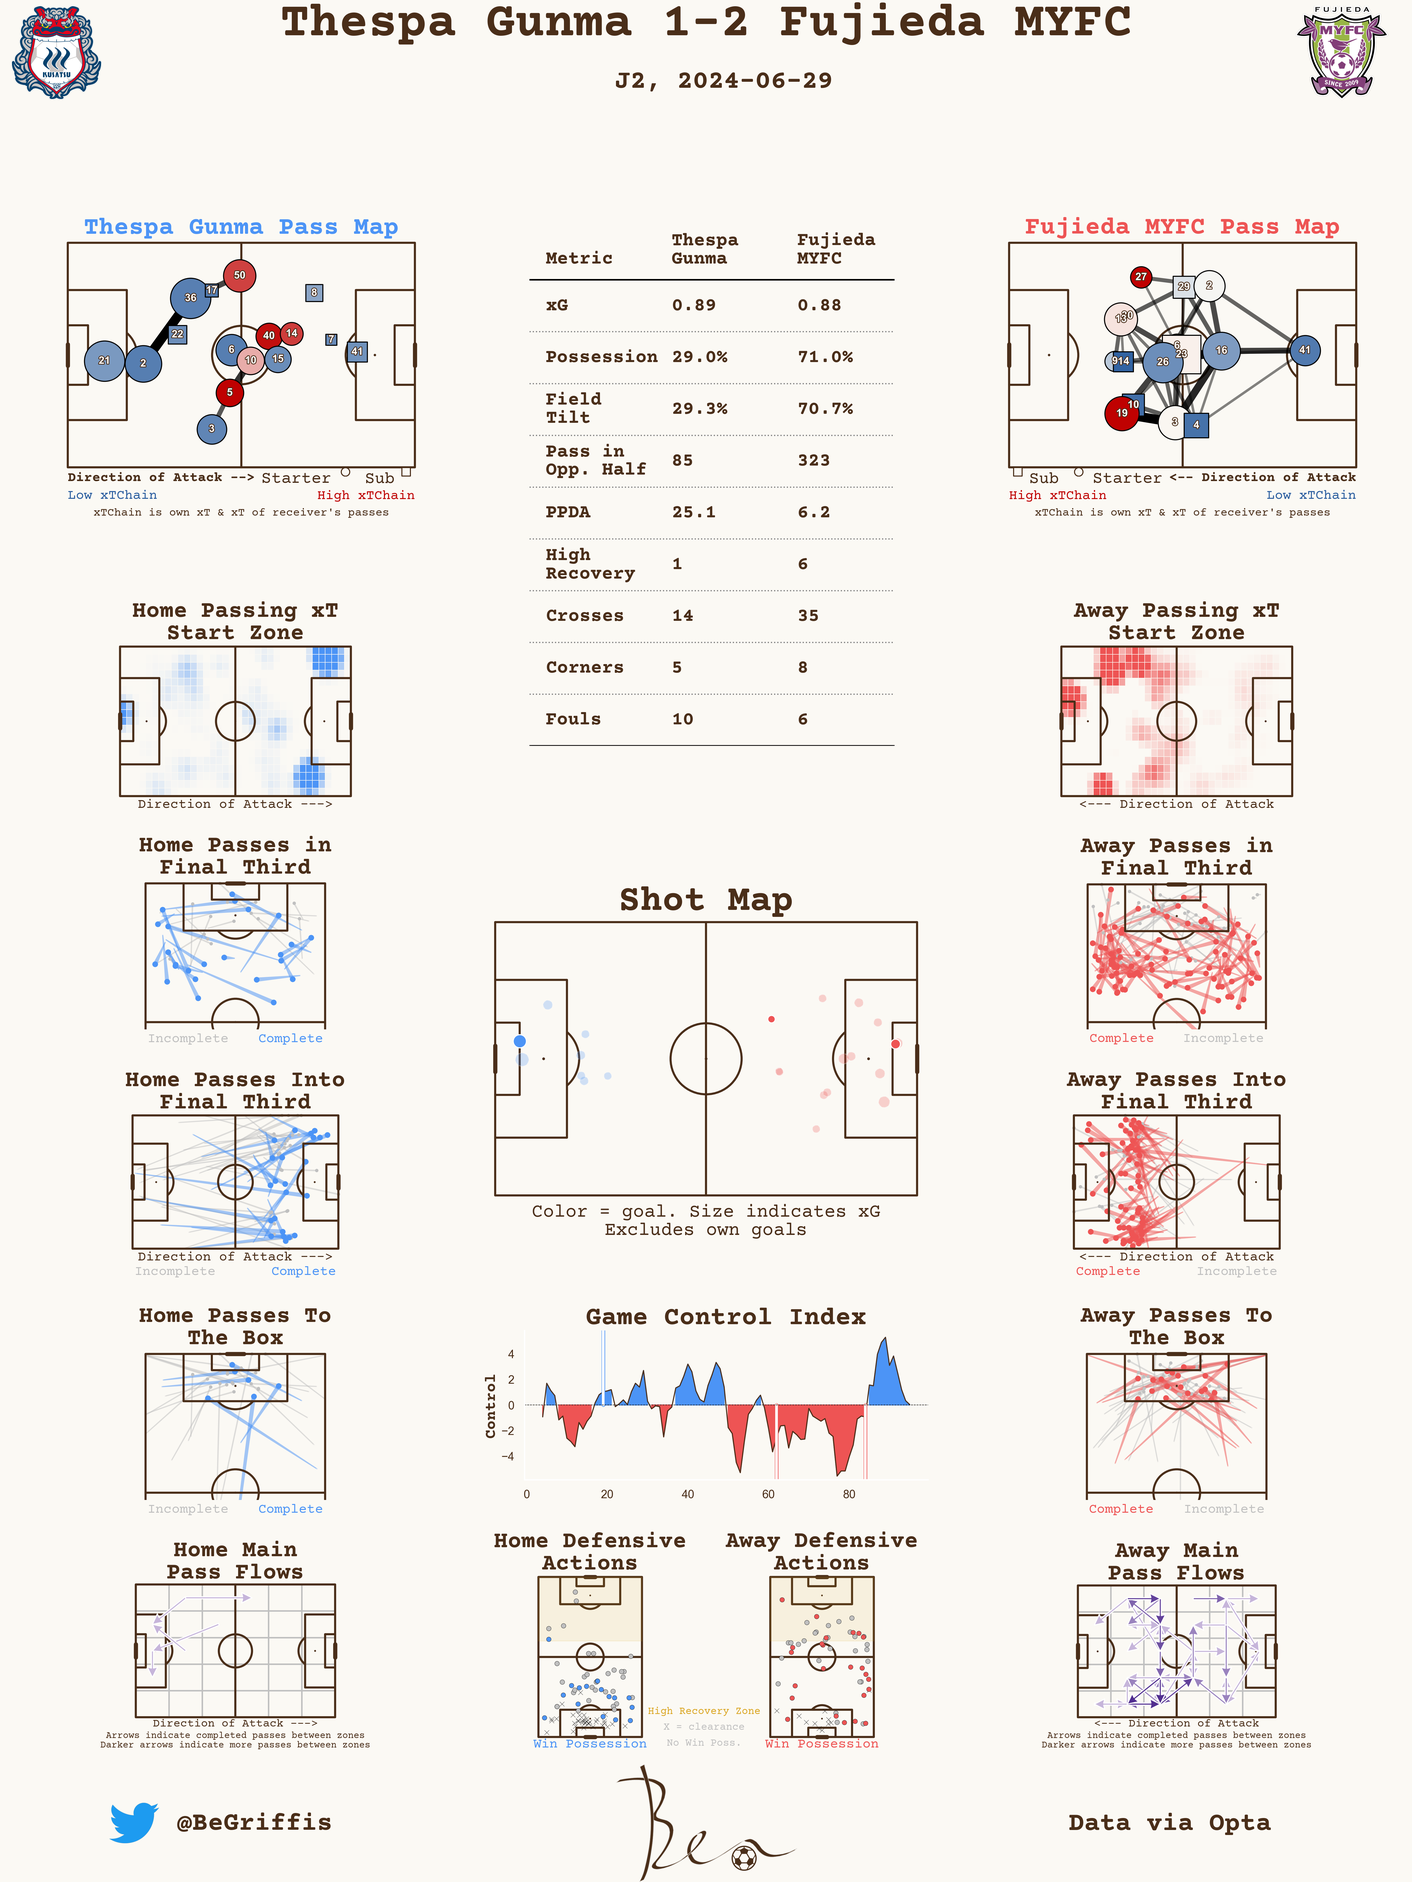 Thespa Gunma 1-2 Fujieda MYFC
J2, 2024-06-29
KUSATSU
FUJIEDA
MYFC
SINCE 2009
Thespa Gunma Pass Map
50
36
17
8
22
40
14
7
21
2
6
10
15
41
5
3
Direction of Attack --> Starter Sub
Low xTChain High xTChain
xTChain is own xT & xT of receiver's passes
Metric Thespa Gunma Fujieda MYFC
xG 0.89 0.88
Possession 29.0% 71.0%
Field Tilt 29.3% 70.7%
Pass in Opp. Half 85 323
PPDA 25.1 6.2
High Recovery 1 6
Crosses 14 35
Corners 5 8
Fouls 10 6
Fujieda MYFC Pass Map
27
29
2
13
6
23
16
41
9
14
26
10
19
3
4
Sub Starter <-- Direction of Attack
High xTChain Low xTChain
xTChain is own xT & xT of receiver's passes
Home Passing xT
Start Zone
Direction of Attack --->
Away Passing xT
Start Zone
<--- Direction of Attack
Home Passes in
Final Third
Incomplete Complete
Away Passes in
Final Third
Complete Incomplete
Shot Map
Color = goal. Size indicates xG
Excludes own goals
Home Passes Into
Final Third
Direction of Attack --->
Incomplete Complete
Away Passes Into
Final Third
<--- Direction of Attack
Complete Incomplete
Home Passes To
The Box
Incomplete Complete
Game Control Index
Control
4
2
0
−2
−4
0 20 40 60 80
Away Passes To
The Box
Complete Incomplete
Home Main
Pass Flows
Direction of Attack --->
Arrows indicate completed passes between zones
Darker arrows indicate more passes between zones
Home Defensive
Actions
Win Possession
Away Defensive
Actions
Win Possession
High Recovery Zone
X = clearance
No Win Poss.
Away Main
Pass Flows
<--- Direction of Attack
Arrows indicate completed passes between zones
Darker arrows indicate more passes between zones
@BeGriffis
Ben
Data via Opta